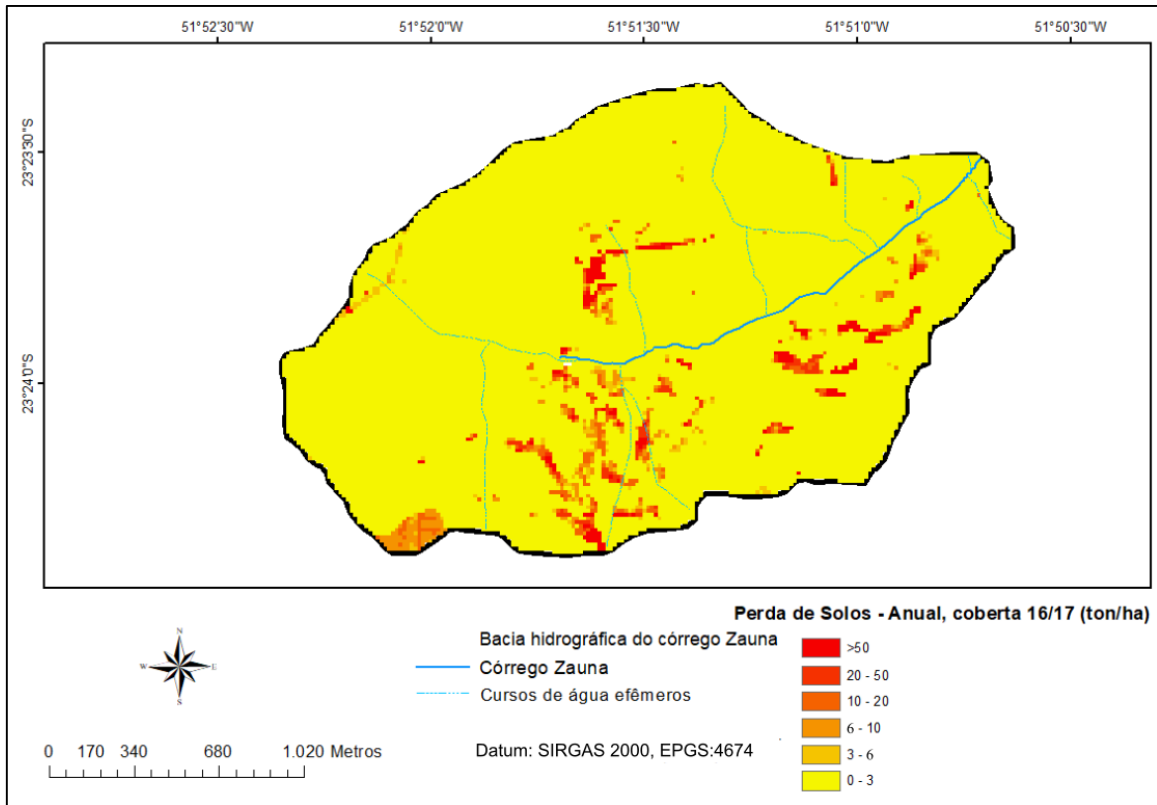 51°52'30"W 51°52'0"W 51°51'30"W 51°51'0"W 51°50'30"W
23°23'30"S
23°24'0"S
Perda de Solos - Anual, coberta 16/17 (ton/ha)
Bacia hidrográfica do córrego Zauna
Córrego Zauna
Cursos de água efêmeros
>50
20 - 50
10 - 20
6 - 10
3 - 6
0 - 3
N
W E
S
0 170 340 680 1.020 Metros
Datum: SIRGAS 2000, EPGS:4674